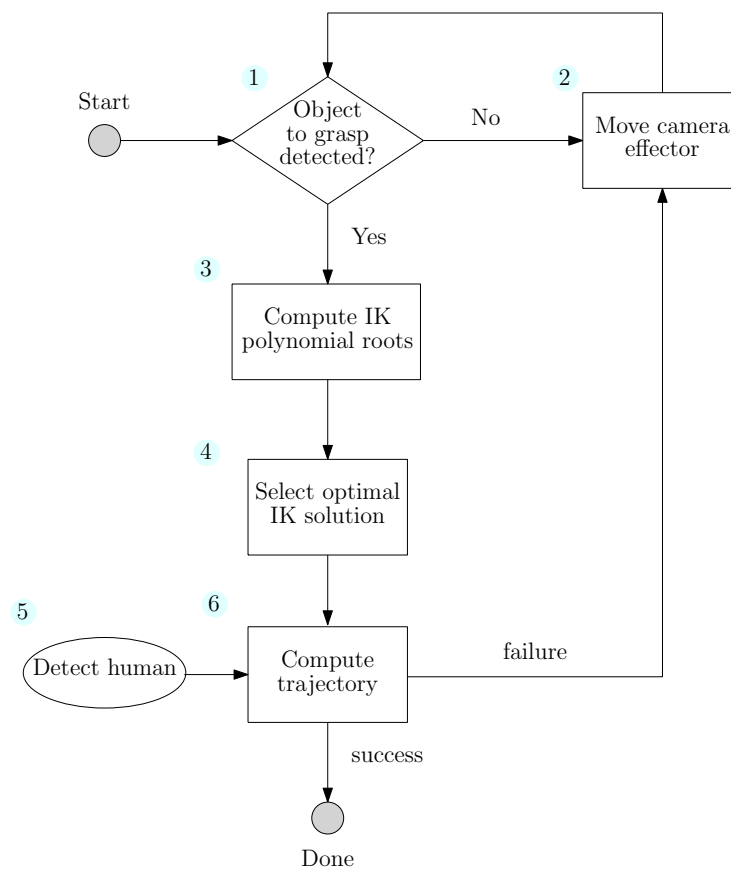 1
2
Start
Object
to grasp
detected?
No
Move camera
effector
Yes
3
Compute IK
polynomial roots
4
Select optimal
IK solution
5
6
Detect human
Compute
trajectory
failure
success
Done